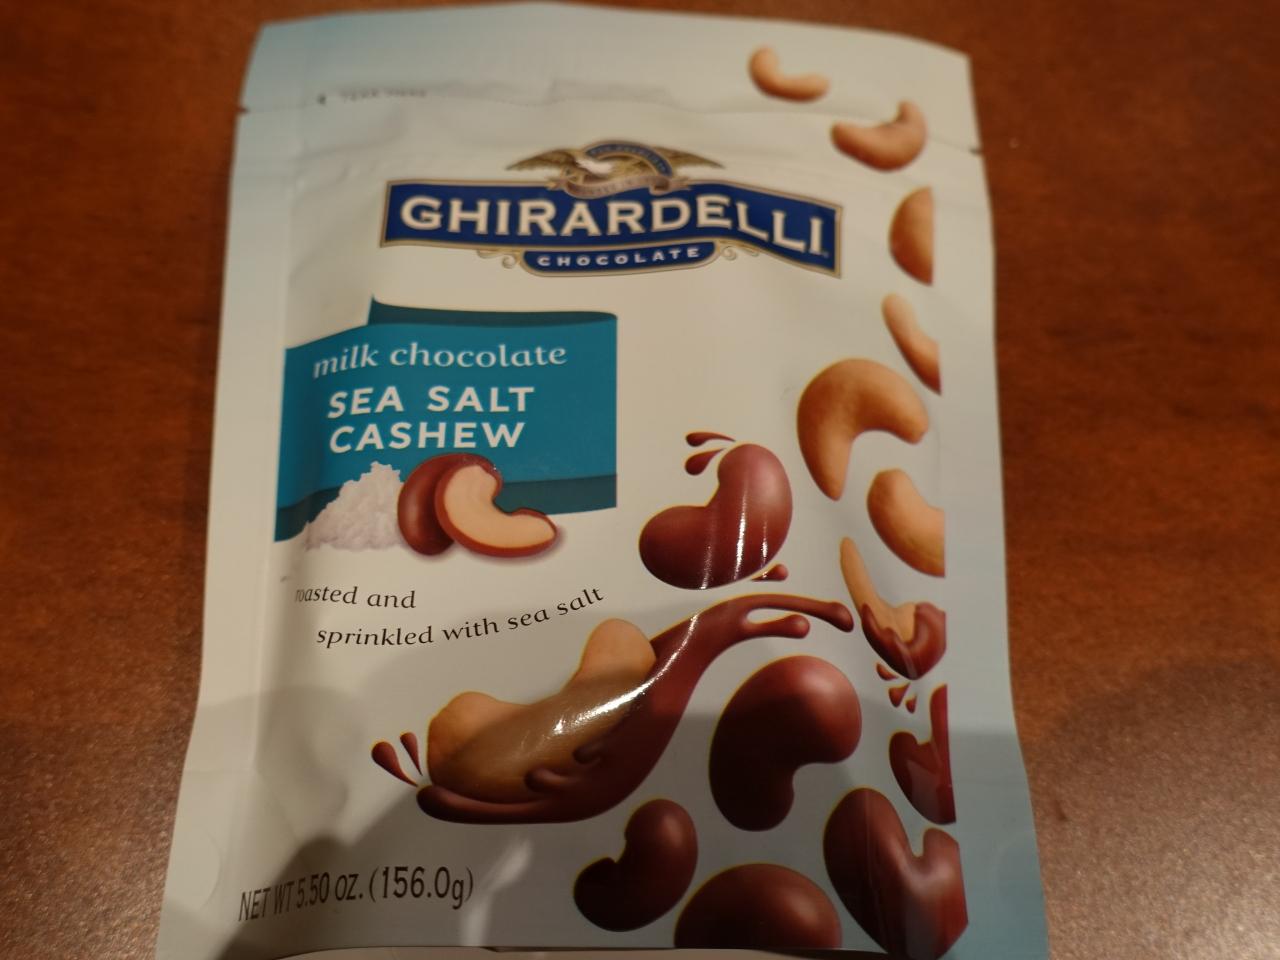 GHIRARDELLI
CHOCOLATE
milk chocolate
SEA SALT
CASHEW
roasted and
sprinkled with sea salt
NET WT 5.50 OZ. (156.0g)